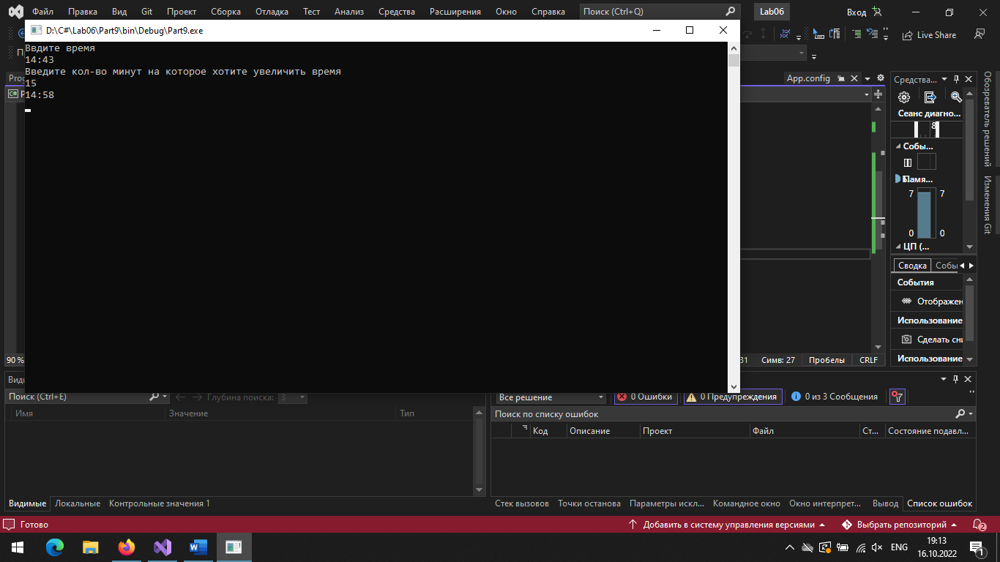 Файл Правка Вид Git Проект Сборка Отладка Тест Анализ Средства Расширения Окно Справка Поиск (Ctrl+Q) Lab06 Вход
D:\C#\Lab06\Part9\bin\Debug\Part9.exe
Live Share
Ввдите время
14:43
Введите кол-во минут на которое хотите увеличить время
15
14:58
App.config
Средства...
Сеанс диагно...
Собы...
Памя...
7 7
0 0
ЦП (...
Сводка Собы
События
Отображен
Использование
Сделать сни
Использование
Обозреватель решений
Изменения Git
90 %
31 Симв: 27 Пробелы CRLF
Поиск (Ctrl+E) Глубина поиска: 3
Имя Значение Тип
Видимые Локальные Контрольные значения 1
Все решение 0 Ошибки 0 Предупреждения 0 из 3 Сообщения
Поиск по списку ошибок
Код Описание Проект Файл Ст... Состояние подавл...
Стек вызовов Точки останова Параметры искл... Командное окно Окно интерпрет... Вывод Список ошибок
Готово Добавить в систему управления версиями Выбрать репозиторий 2
ENG 19:13
16.10.2022 1